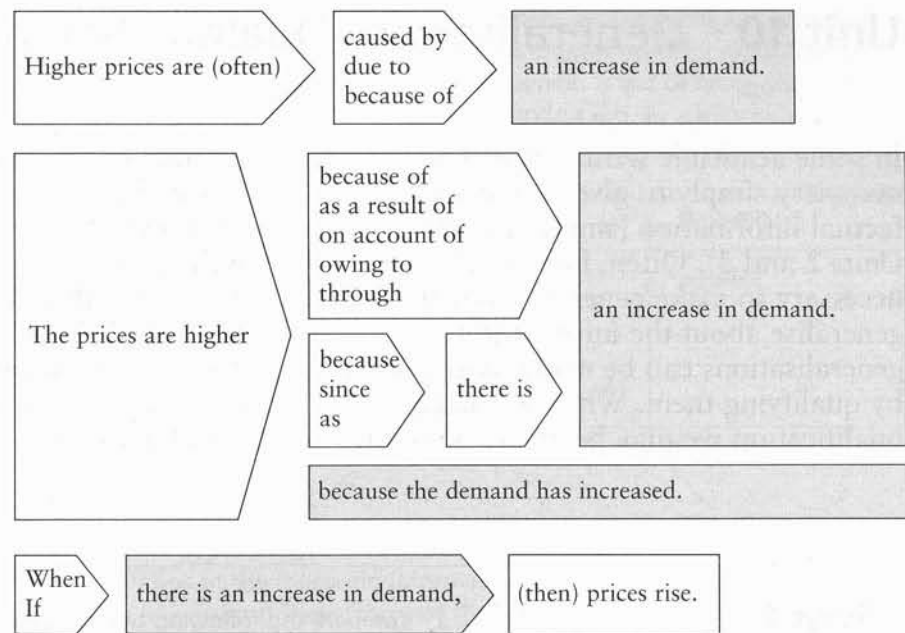 Higher prices are (often)
caused by
due to
because of
an increase in demand.
The prices are higher
because of
as a result of
on account of
owing to
through
because
since
as
there is
an increase in demand.
because the demand has increased.
When
If
there is an increase in demand,
(then) prices rise.